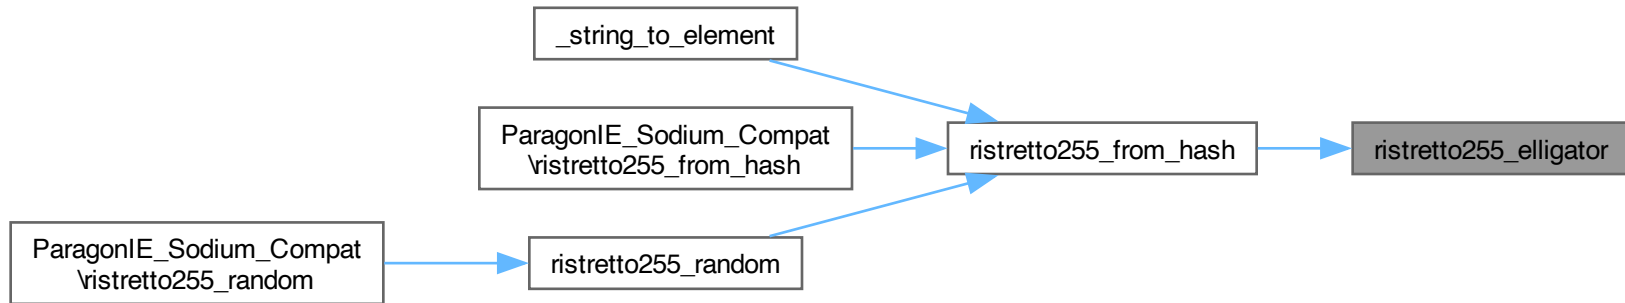 _string_to_element
ParagonIE_Sodium_Compat
\ristretto255_from_hash
ristretto255_from_hash
ristretto255_elligator
ParagonIE_Sodium_Compat
\ristretto255_random
ristretto255_random